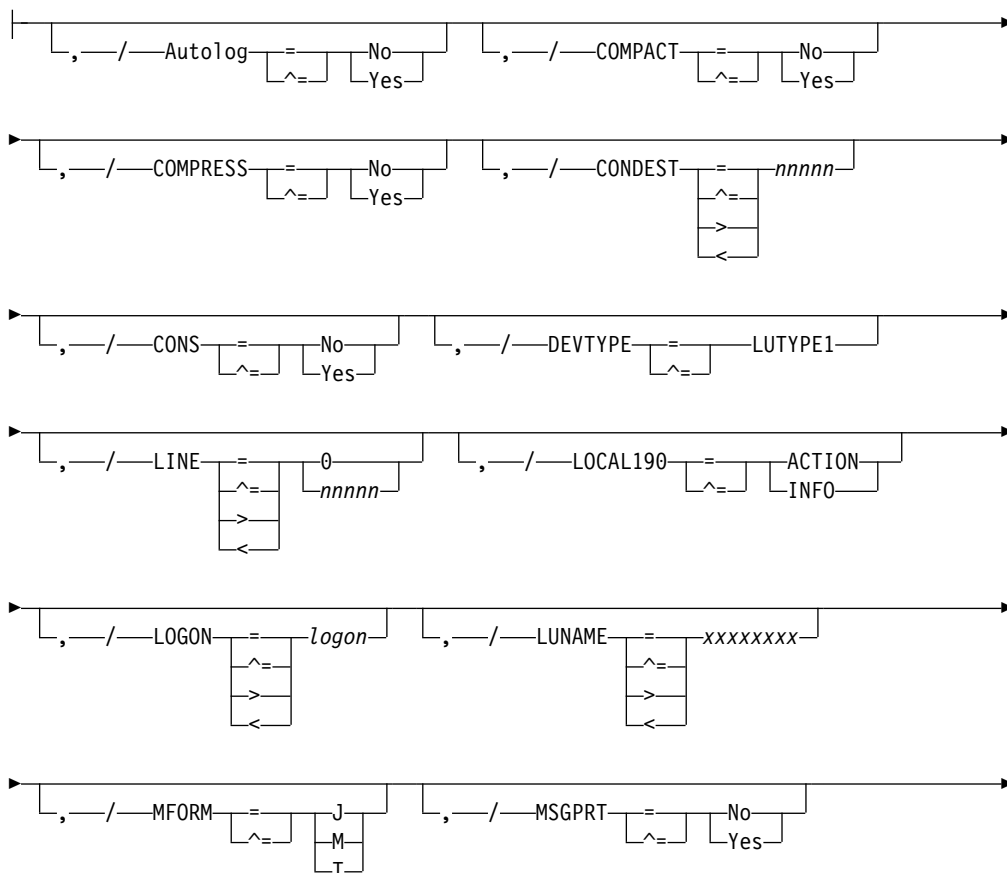 , / Autolog = No , / COMPACT = No
^= Yes ^= Yes
, / COMPRESS = No , / CONDEST = nnnnn
^= Yes ^=
>
<
, / CONS = No , / DEVTYPE = LUTYPE1
^= Yes ^=
, / LINE = 0 , / LOCAL190 = ACTION
^= nnnnn ^= INFO
>
<
, / LOGON = logon , / LUNAME = xxxxxxxx
^= ^=
> >
< <
, / MFORM = J , / MSGPRT = No
^= M ^= Yes
T